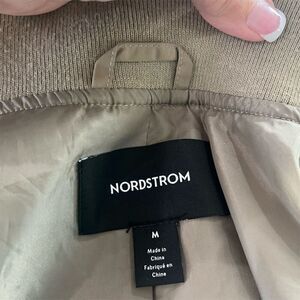 NORDSTROM
M
Made in
China
Fabriqué en
Chine